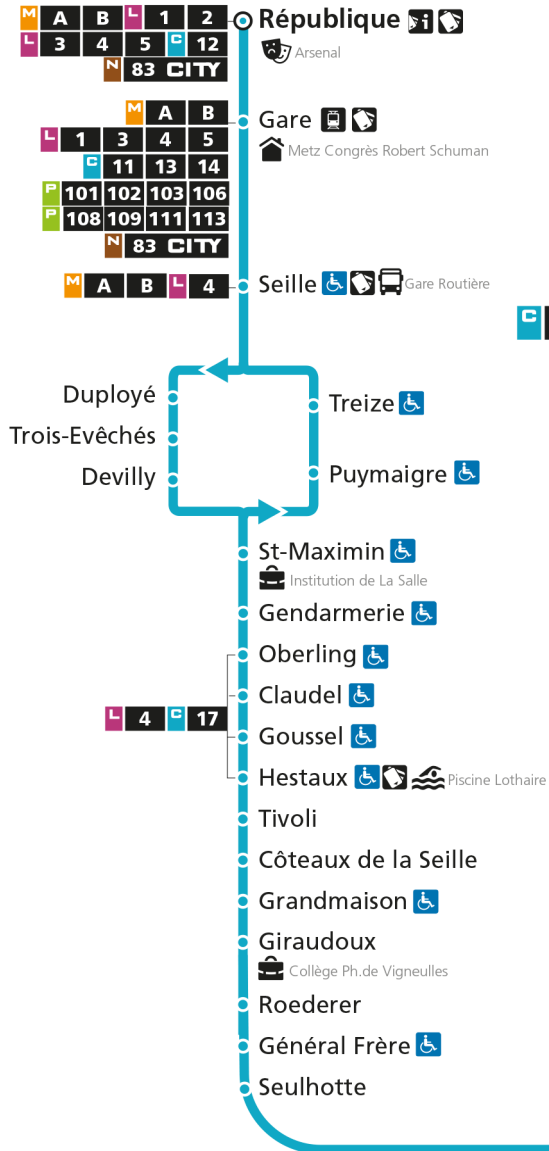 M A B L 1 2
République i
L 3 4 5 C 12
Arsenal
N 83 CITY
M A B
Gare
L 1 3 4 5
Metz Congrès Robert Schuman
C 11 13 14
P 101 102 103 106
P 108 109 111 113
N 83 CITY
M A B L 4
Seille
Gare Routière
C
Duployé
Treize
Trois-Evêchés
Devilly
Puymaigre
St-Maximin
Institution de La Salle
Gendarmerie
Oberling
Claudel
L 4 C 17
Goussel
Hestaux
Piscine Lothaire
Tivoli
Côteaux de la Seille
Grandmaison
Giraudoux
Collège Ph.de Vigneulles
Roederer
Général Frère
Seulhotte